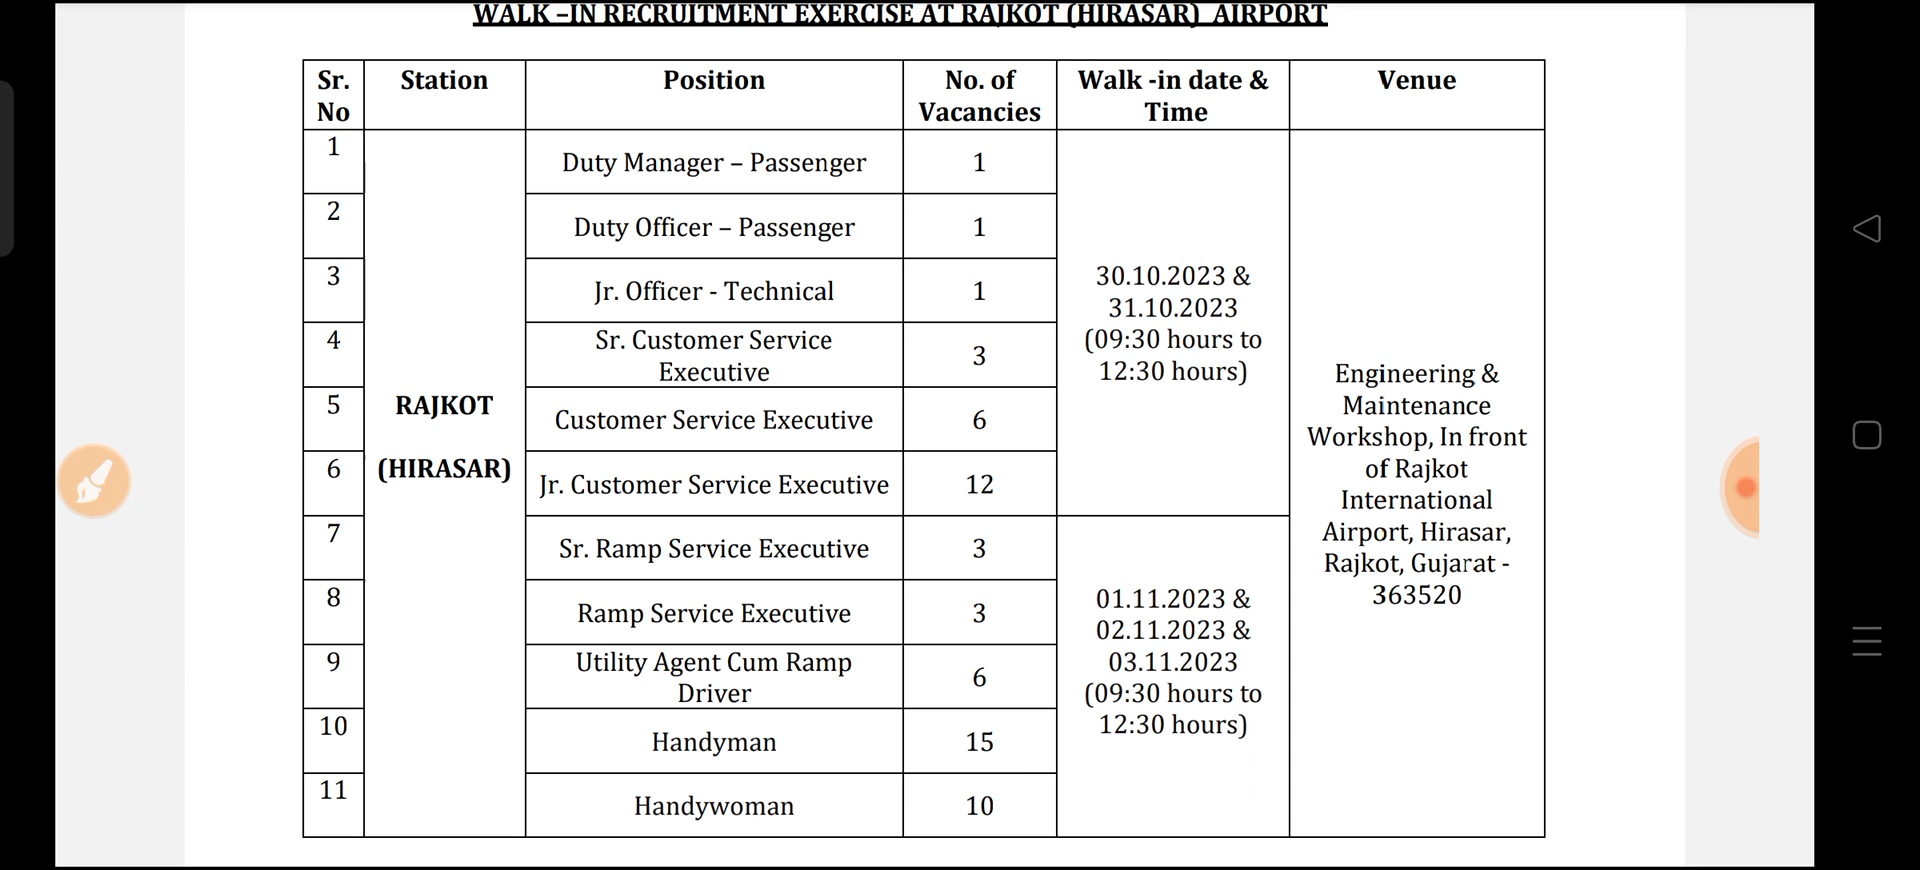 WALK –IN RECRUITMENT EXERCISE AT RAJKOT (HIRASAR) AIRPORT
Sr. No Station Position No. of Vacancies Walk -in date & Time Venue
1 Duty Manager – Passenger 1
2 Duty Officer – Passenger 1
3 Jr. Officer - Technical 1
4 Sr. Customer Service Executive 3
5 Customer Service Executive 6
6 Jr. Customer Service Executive 12
7 Sr. Ramp Service Executive 3
8 Ramp Service Executive 3
9 Utility Agent Cum Ramp Driver 6
10 Handyman 15
11 Handywoman 10
RAJKOT
(HIRASAR)
30.10.2023 &
31.10.2023
(09:30 hours to
12:30 hours)
01.11.2023 &
02.11.2023 &
03.11.2023
(09:30 hours to
12:30 hours)
Engineering &
Maintenance
Workshop, In front
of Rajkot
International
Airport, Hirasar,
Rajkot, Gujarat -
363520